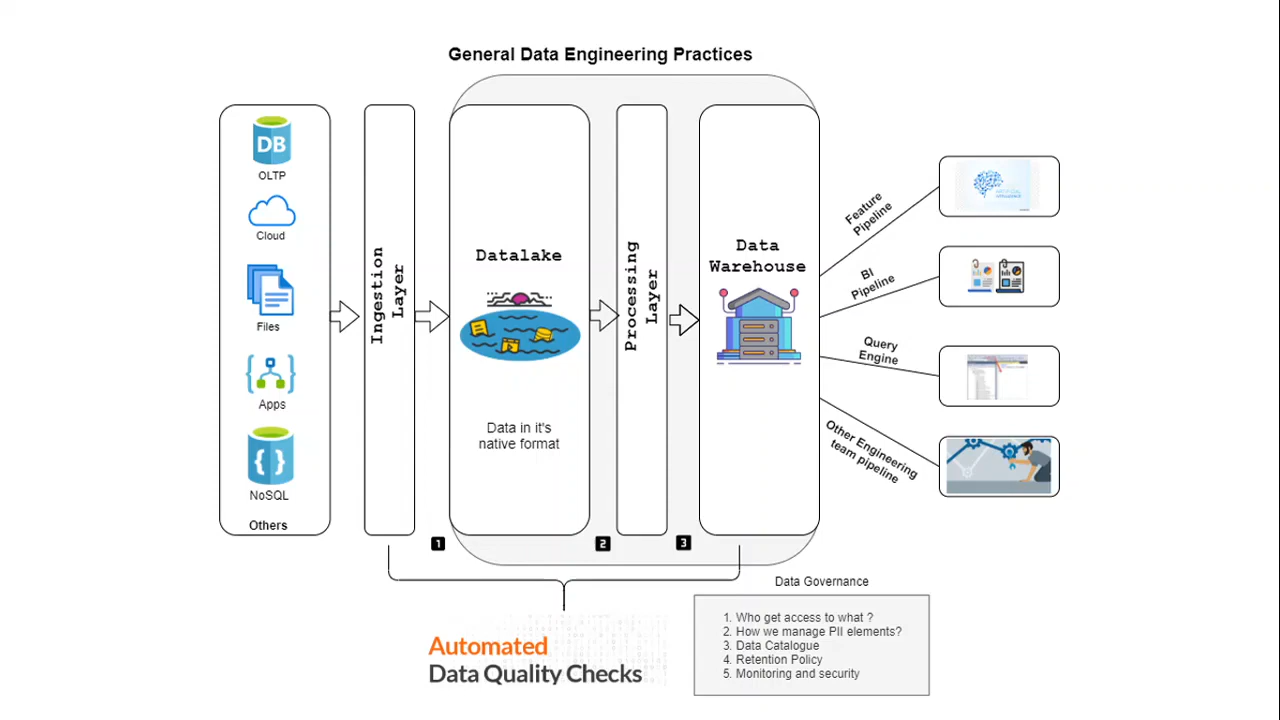 General Data Engineering Practices
DB
OLTP
Cloud
Files
Apps
NoSQL
Others
Ingestion
Layer
Datalake
Data in it's
native format
Processing
Layer
Data
Warehouse
Feature
Pipeline
BI
Pipeline
Query
Engine
Other Engineering
team pipeline
ARTIFICIAL
INTELLIGENCE
1
2
3
Automated
Data Quality Checks
Data Governance
1. Who get access to what ?
2. How we manage PII elements?
3. Data Catalogue
4. Retention Policy
5. Monitoring and security